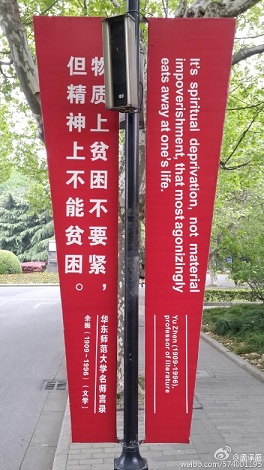 物质上贫困不要紧，
但精神上不能贫困。
华东师范大学名师言录
余振（1909-1996）（文学）
It's spiritual deprivation, not material
impoverishment, that most agonizingly
eats away at one's life.
Yu Zhen (1909-1996),
professor of literature
weibo.com/57400119